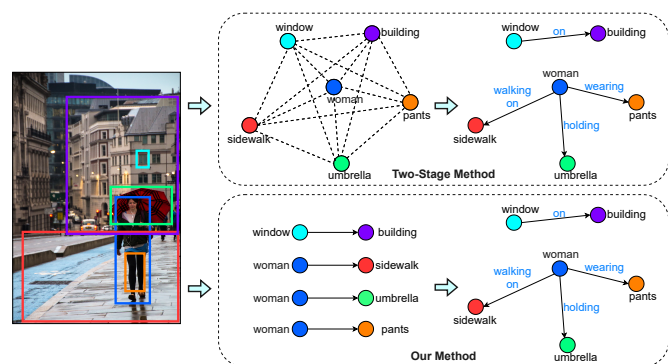 window
building
woman
pants
sidewalk
umbrella
window
on
building
woman
walking
on
wearing
holding
sidewalk
pants
umbrella
Two-Stage Method
window
building
woman
sidewalk
woman
umbrella
woman
pants
window
on
building
woman
walking
on
wearing
holding
sidewalk
pants
umbrella
Our Method